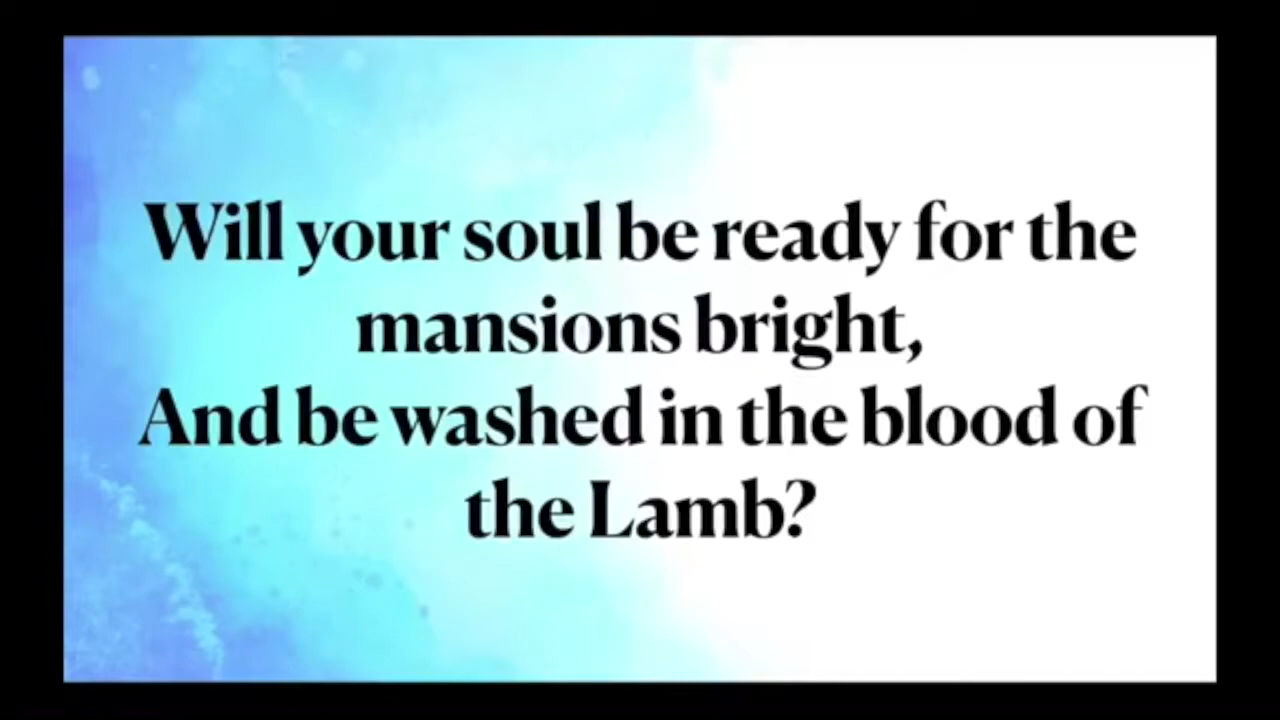 Will your soul be ready for the
mansions bright,
And be washed in the blood of
the Lamb?